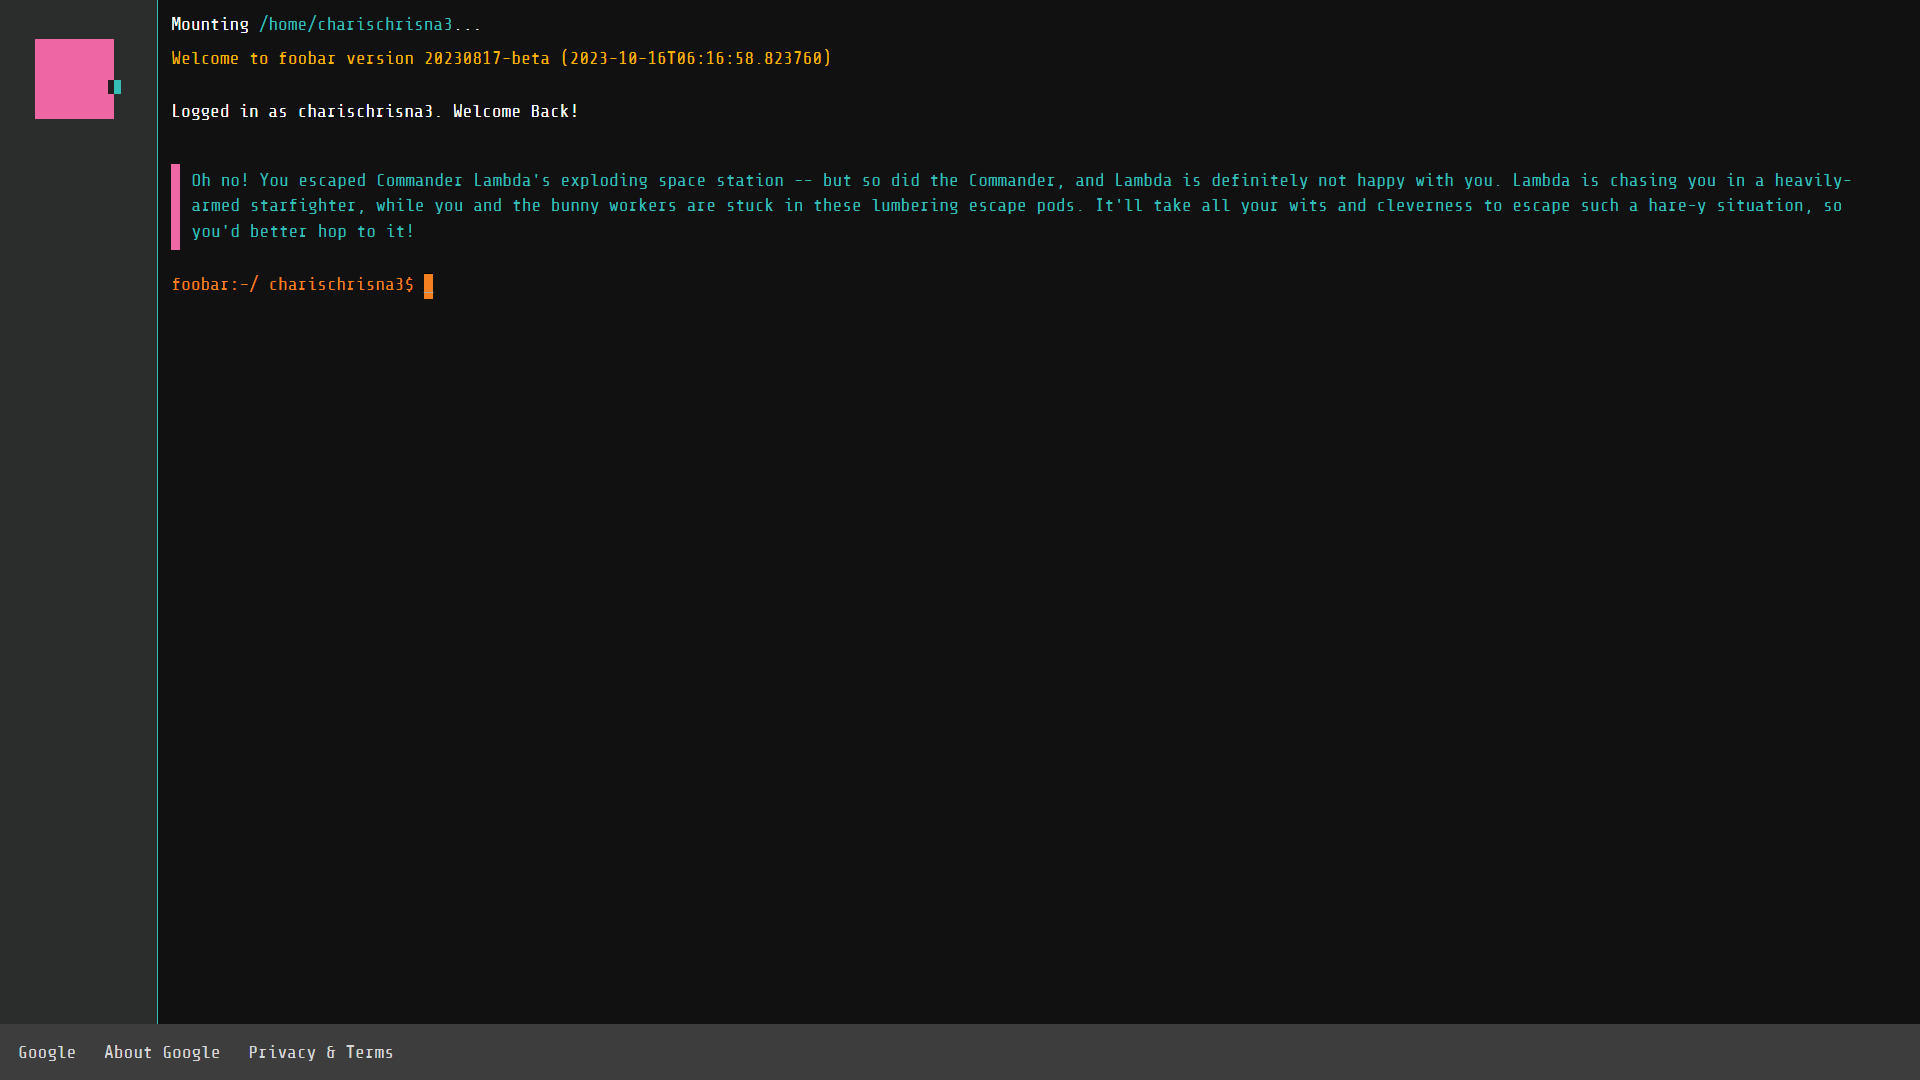 Mounting /home/charischrisna3...
Welcome to foobar version 20230817-beta (2023-10-16T06:16:58.823760)
Logged in as charischrisna3. Welcome Back!
Oh no! You escaped Commander Lambda's exploding space station -- but so did the Commander, and Lambda is definitely not happy with you. Lambda is chasing you in a heavily-
armed starfighter, while you and the bunny workers are stuck in these lumbering escape pods. It'll take all your wits and cleverness to escape such a hare-y situation, so
you'd better hop to it!
foobar:~/ charischrisna3$
Google About Google Privacy & Terms